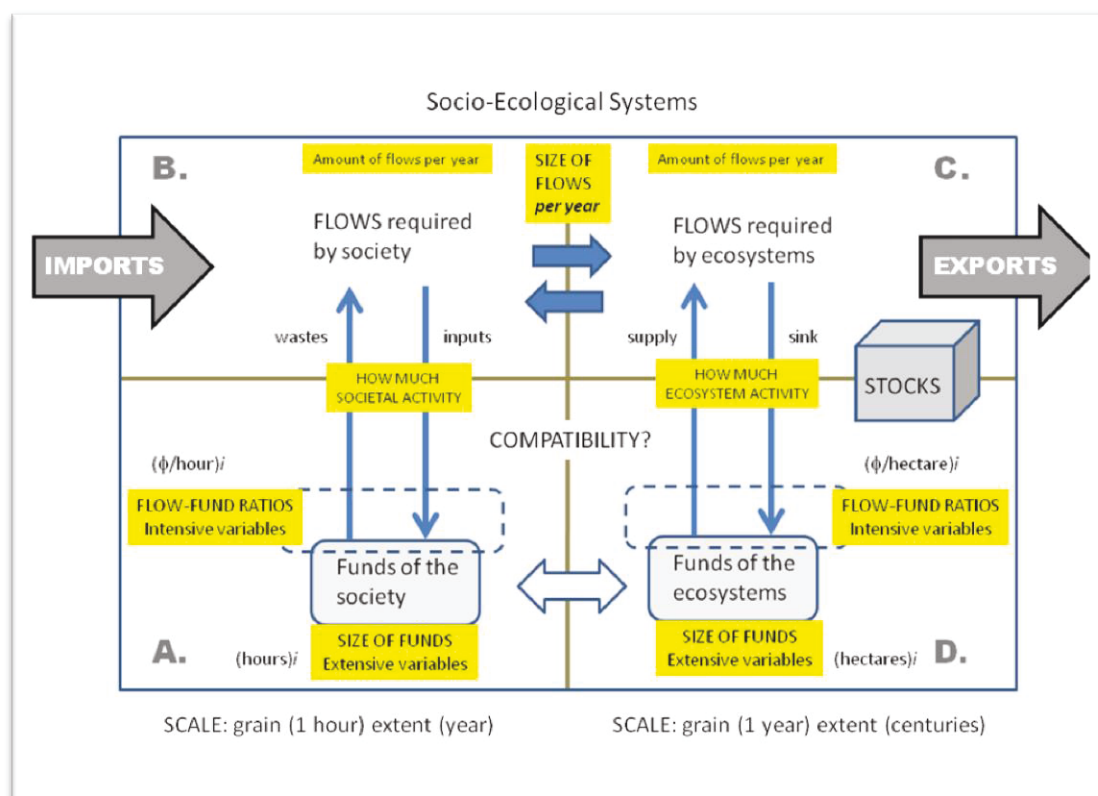 Socio-Ecological Systems
B.
Amount of flows per year
SIZE OF
FLOWS
per year
Amount of flows per year
C.
FLOWS required
by society
FLOWS required
by ecosystems
IMPORTS
EXPORTS
wastes
inputs
supply
sink
HOW MUCH
SOCIETAL ACTIVITY
HOW MUCH
ECOSYSTEM ACTIVITY
STOCKS
COMPATIBILITY?
(ϕ/hour)i
(ϕ/hectare)i
FLOW-FUND RATIOS
Intensive variables
FLOW-FUND RATIOS
Intensive variables
Funds of the
society
Funds of the
ecosystems
A.
(hours)i
SIZE OF FUNDS
Extensive variables
SIZE OF FUNDS
Extensive variables
(hectares)i
D.
SCALE: grain (1 hour) extent (year)
SCALE: grain (1 year) extent (centuries)